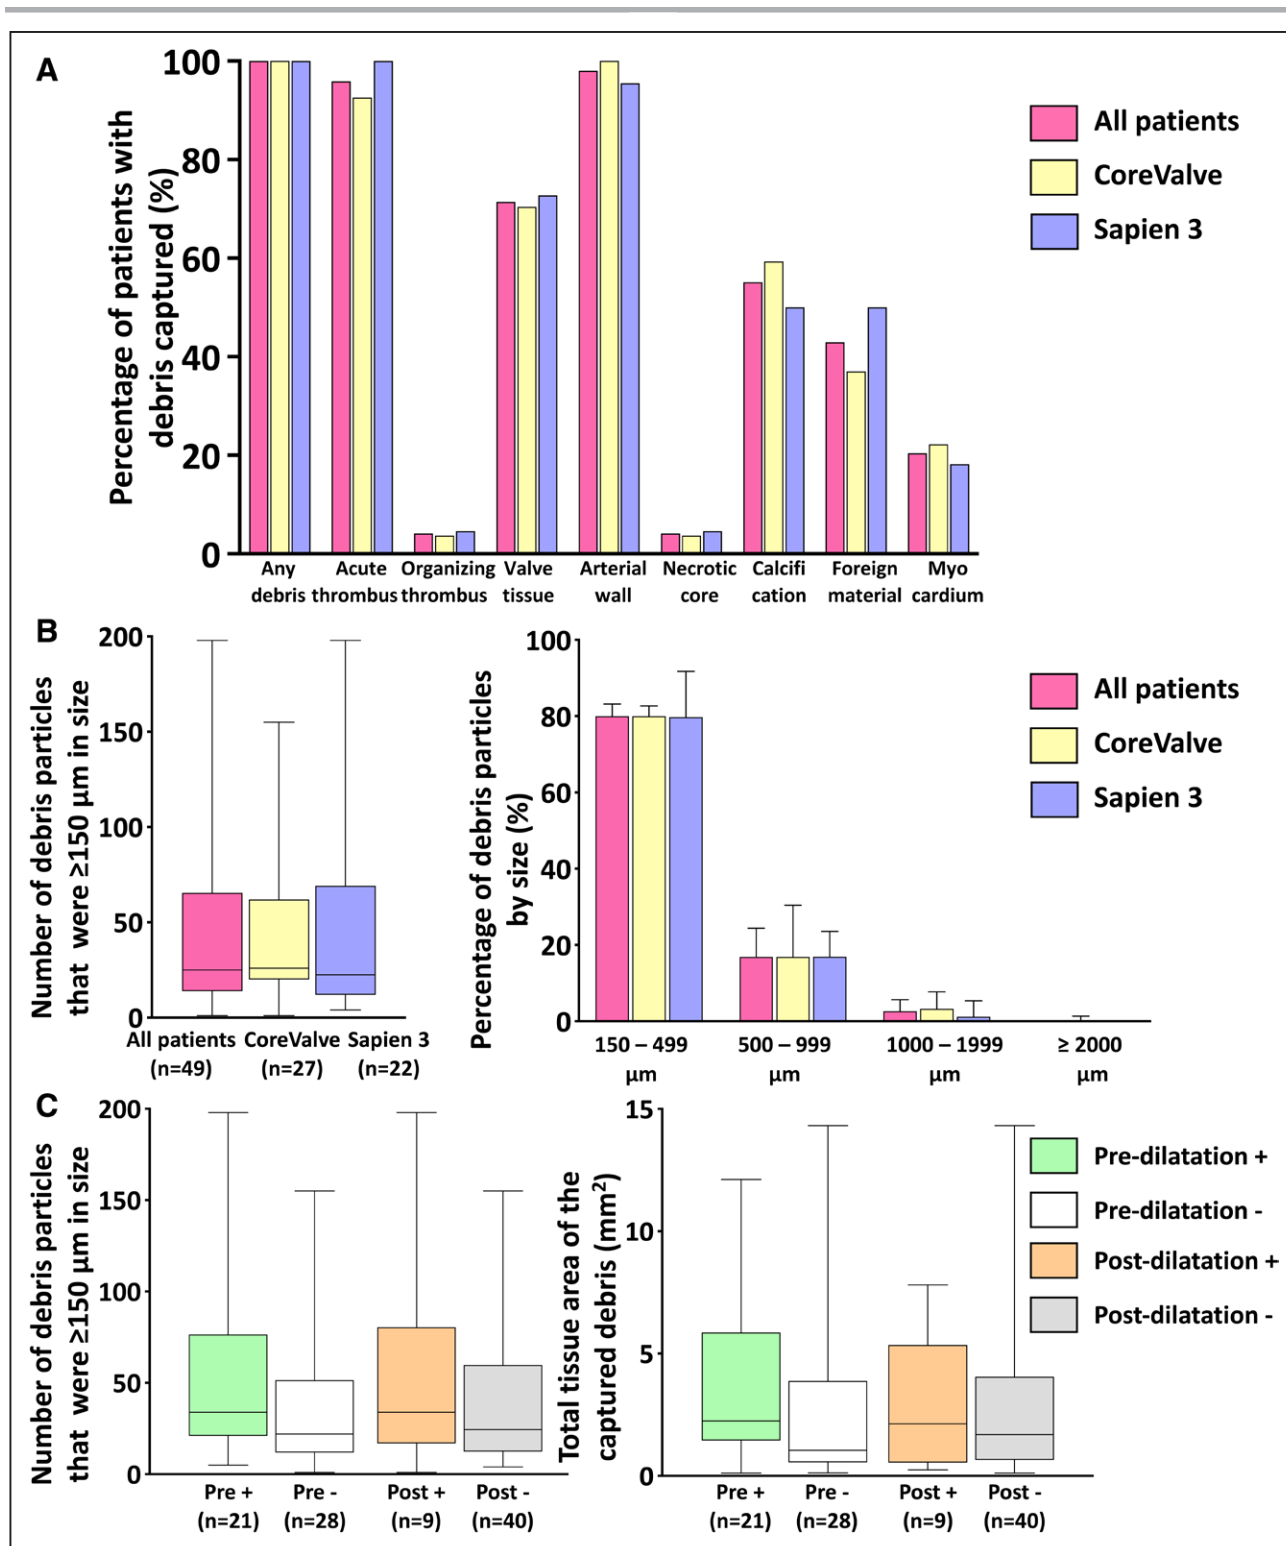 A
Percentage of patients with
debris captured (%)
100
80
60
40
20
0
Any
debris
Acute
thrombus
Organizing
thrombus
Valve
tissue
Arterial
wall
Necrotic
core
Calcifi
cation
Foreign
material
Myo
cardium
All patients
CoreValve
Sapien 3
B
Number of debris particles
that were ≥150 µm in size
200
150
100
50
0
All patients
(n=49)
CoreValve
(n=27)
Sapien 3
(n=22)
Percentage of debris particles
by size (%)
100
80
60
40
20
0
150 – 499
µm
500 – 999
µm
1000 – 1999
µm
≥ 2000
µm
All patients
CoreValve
Sapien 3
C
Number of debris particles
that were ≥150 µm in size
200
150
100
50
0
Pre +
(n=21)
Pre -
(n=28)
Post +
(n=9)
Post -
(n=40)
Total tissue area of the
captured debris (mm²)
15
10
5
0
Pre +
(n=21)
Pre -
(n=28)
Post +
(n=9)
Post -
(n=40)
Pre-dilatation +
Pre-dilatation -
Post-dilatation +
Post-dilatation -